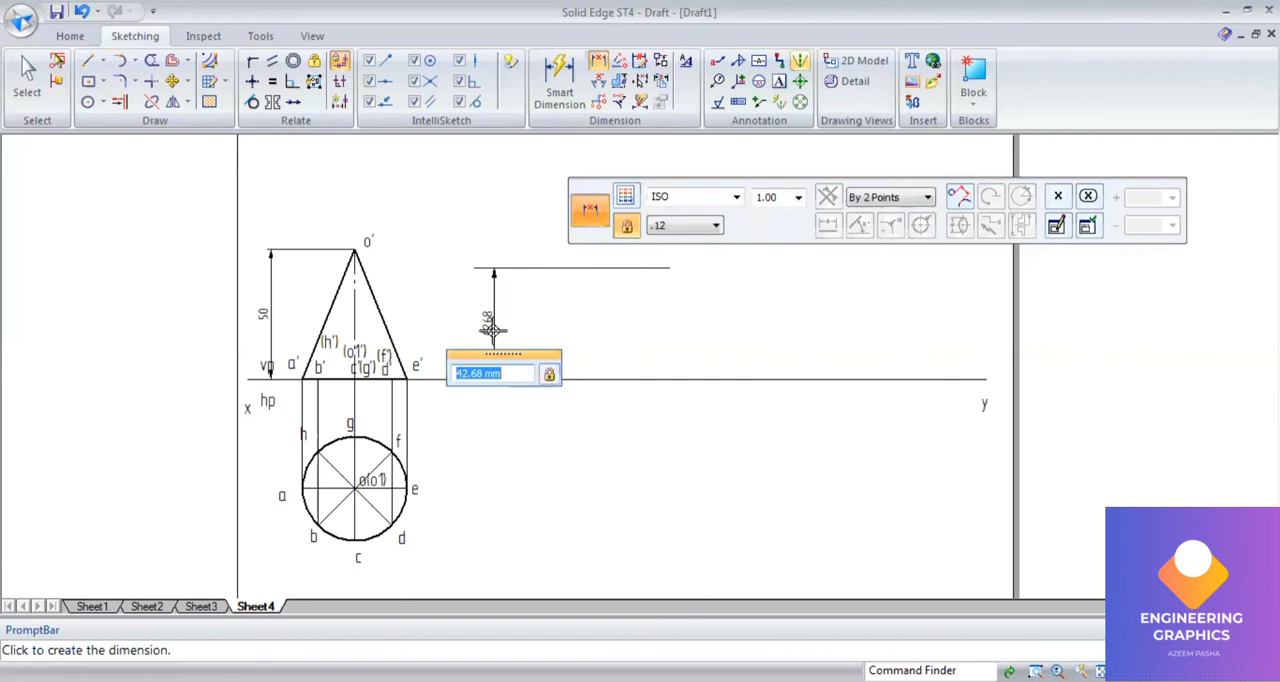 Solid Edge ST4 - Draft - [Draft1]
Home Sketching Inspect Tools View
Select
Smart Dimension
2D Model
Detail
Block
Select Draw Relate IntelliSketch Dimension Annotation Drawing Views Insert Blocks
ISO 1.00 By 2 Points
.12
o'
50
(h') (o1') (f')
vp a' b' c'(g') d' e'
42.68 mm
x hp y
g
h f
o(o1)
a e
b d
c
ENGINEERING
GRAPHICS
AZEEM PASHA
Sheet1 Sheet2 Sheet3 Sheet4
PromptBar
Click to create the dimension.
Command Finder